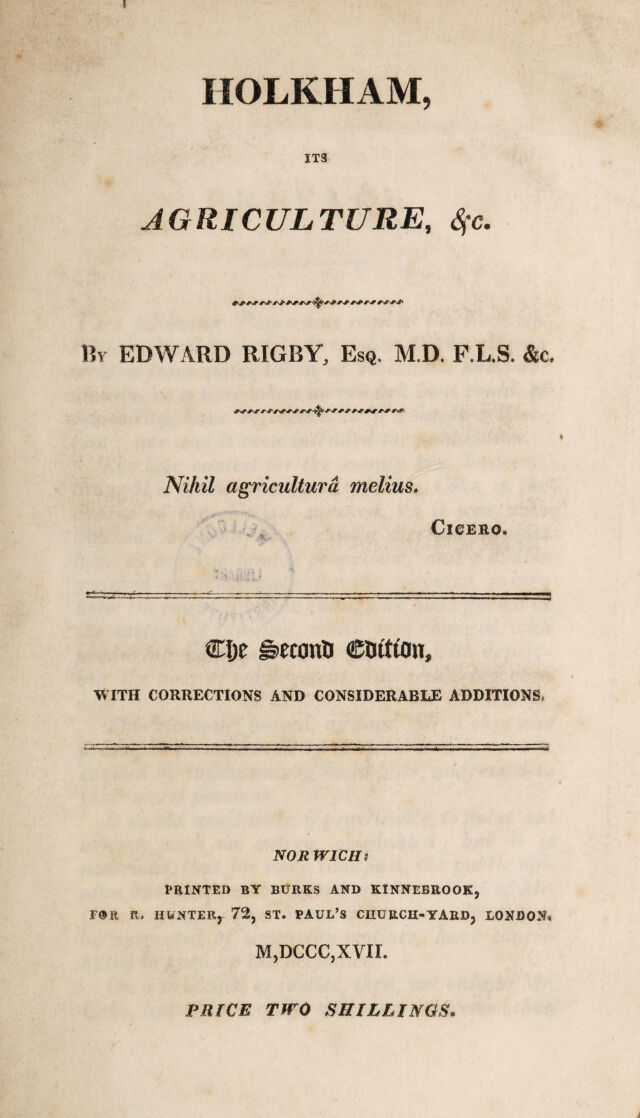 HOLKHAM,
ITS
AGRICULTURE, &c.
By EDWARD RIGBY, Esq. M.D. F.L.S. &c.
Nihil agriculturâ melius.
Cicero.
The Second Edition,
WITH CORRECTIONS AND CONSIDERABLE ADDITIONS.
NORWICH:
PRINTED BY BURKS AND KINNEBROOK,
FOR R. HUNTER, 72, ST. PAUL'S CHURCH-YARD, LONDON.
M,DCCC,XVII.
PRICE TWO SHILLINGS.